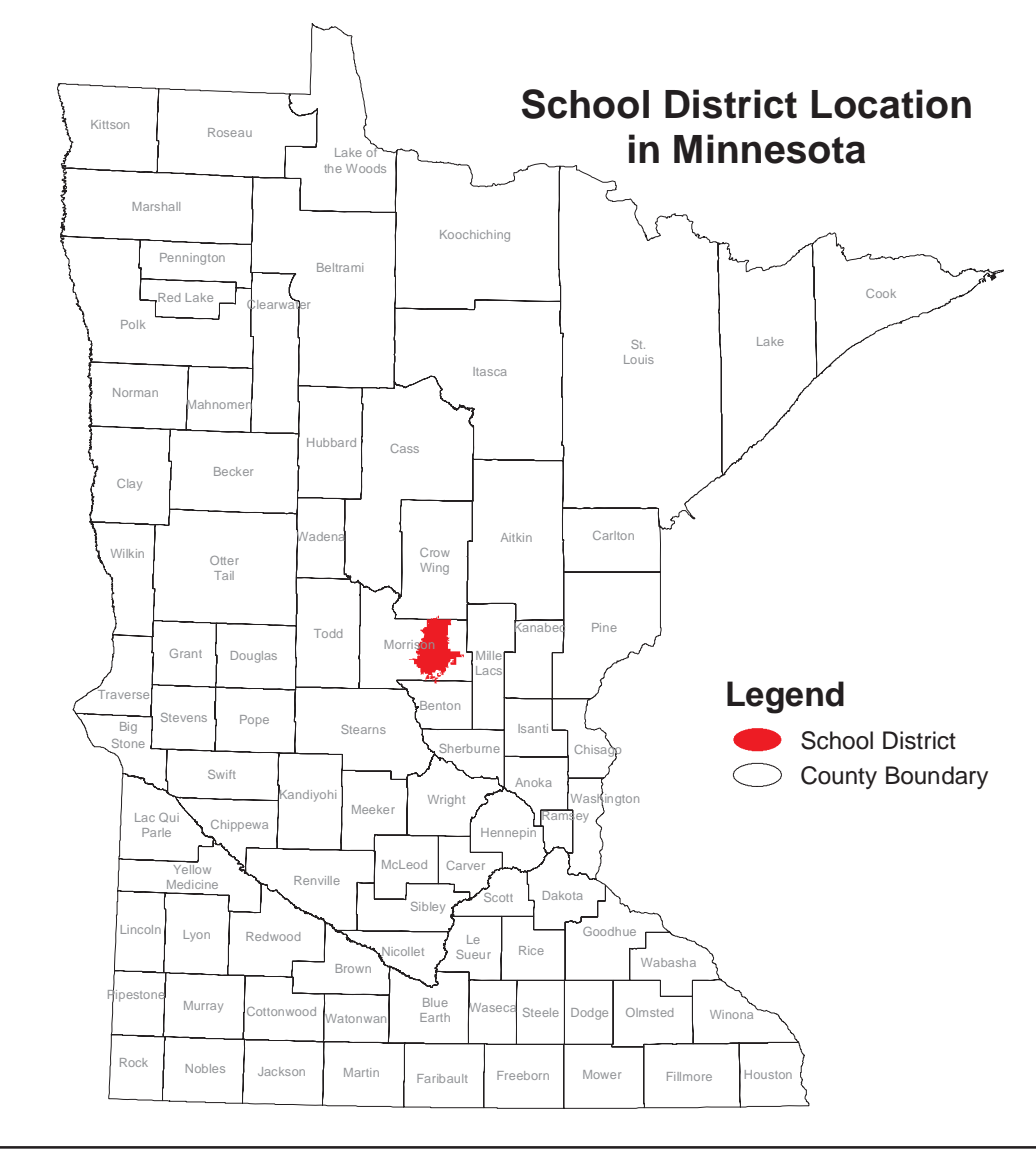 School District Location
in Minnesota
Kittson
Roseau
Lake of
the Woods
Marshall
Koochiching
Pennington
Beltrami
Red Lake
Clearwater
Polk
Cook
St.
Louis
Lake
Itasca
Norman
Mahnomen
Hubbard
Cass
Clay
Becker
Wadena
Aitkin
Carlton
Wilkin
Otter
Tail
Crow
Wing
Todd
Morrison
Kanabec
Pine
Mille
Lacs
Grant
Douglas
Traverse
Stevens
Pope
Benton
Big
Stone
Stearns
Isanti
Sherburne
Chisago
Legend
School District
County Boundary
Swift
Kandiyohi
Anoka
Meeker
Wright
Washington
Ramsey
Lac Qui
Parle
Chippewa
Hennepin
Yellow
Medicine
Renville
McLeod
Carver
Scott
Dakota
Sibley
Lincoln
Lyon
Redwood
Nicollet
Le
Sueur
Rice
Goodhue
Brown
Wabasha
Pipestone
Murray
Cottonwood
Watonwan
Blue
Earth
Waseca
Steele
Dodge
Olmsted
Winona
Rock
Nobles
Jackson
Martin
Faribault
Freeborn
Mower
Fillmore
Houston